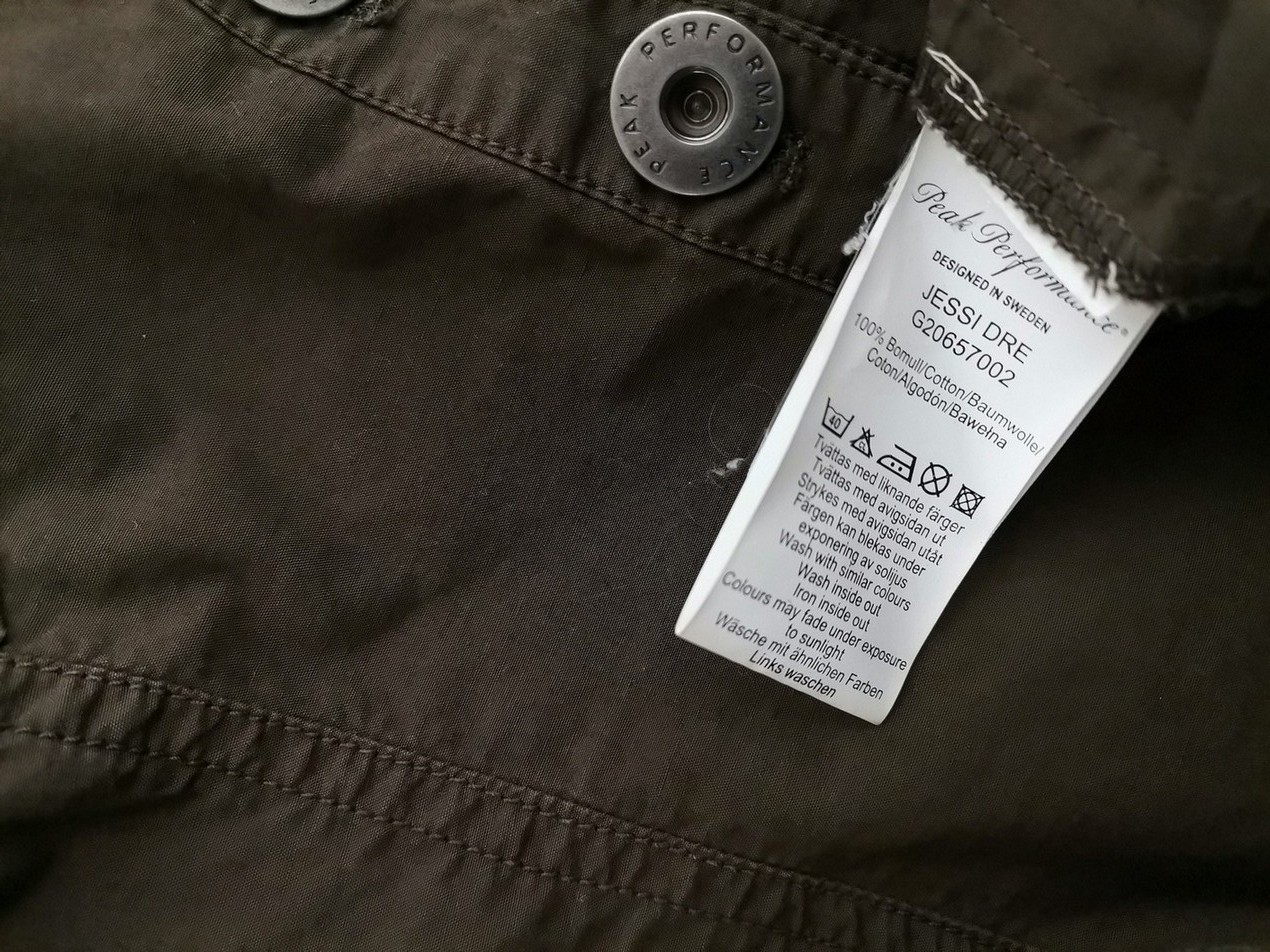 PEAK PERFORMANCE
Peak Performance®
DESIGNED IN SWEDEN
JESSI DRE
G20657002
100% Bomull/Cotton/Baumwolle/
Coton/Algodón/Bawełna
40
CL
Tvättas med liknande färger
Tvättas med avigsidan ut
Strykes med avigsidan utåt
Färgen kan blekas under
exponering av solijus
Wash with similar colours
Wash inside out
Iron inside out
Colours may fade under exposure
to sunlight
Wäsche mit ähnlichen Farben
Links waschen